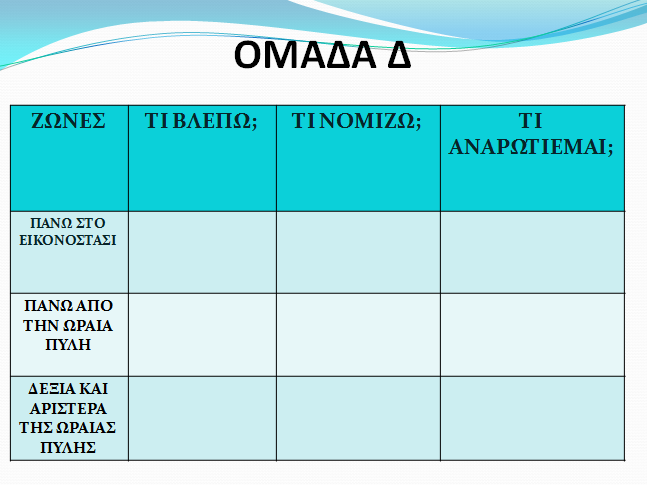 ΟΜΑΔΑ Δ
ΖΩΝΕΣ
ΤΙ ΒΛΕΠΩ;
ΤΙ ΝΟΜΙΖΩ;
ΤΙ
ΑΝΑΡΩΤΙΕΜΑΙ;
ΠΑΝΩ ΣΤΟ
ΕΙΚΟΝΟΣΤΑΣΙ
ΠΑΝΩ ΑΠΟ
ΤΗΝ ΩΡΑΙΑ
ΠΥΛΗ
ΔΕΞΙΑ ΚΑΙ
ΑΡΙΣΤΕΡΑ
ΤΗΣ ΩΡΑΙΑΣ
ΠΥΛΗΣ